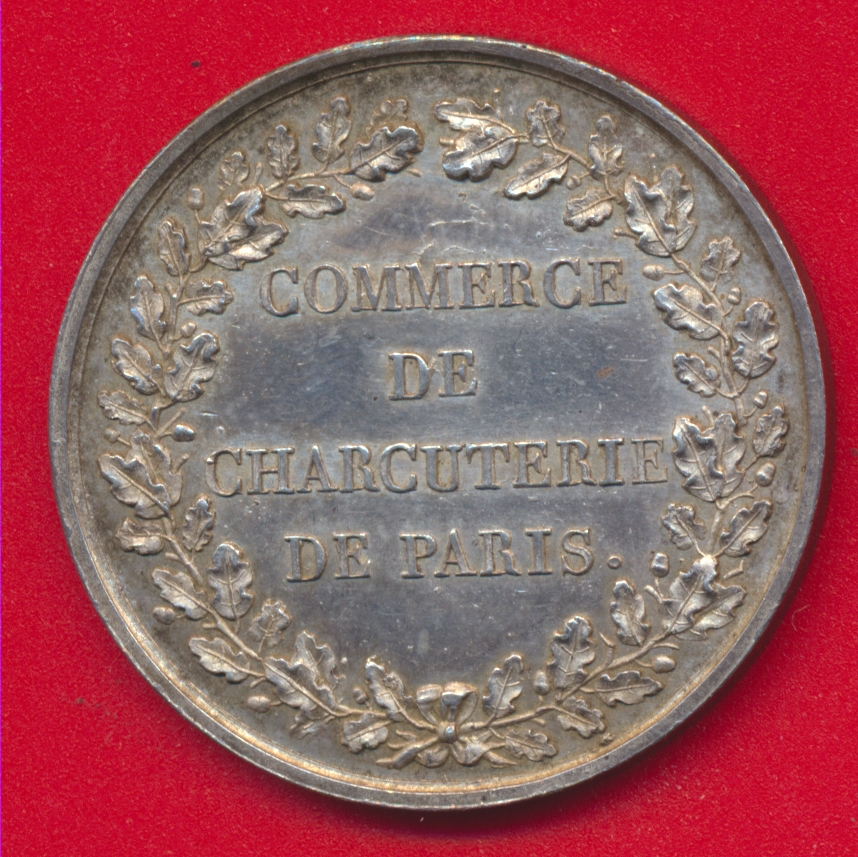 COMMERCE
DE
CHARCUTERIE
DE PARIS.